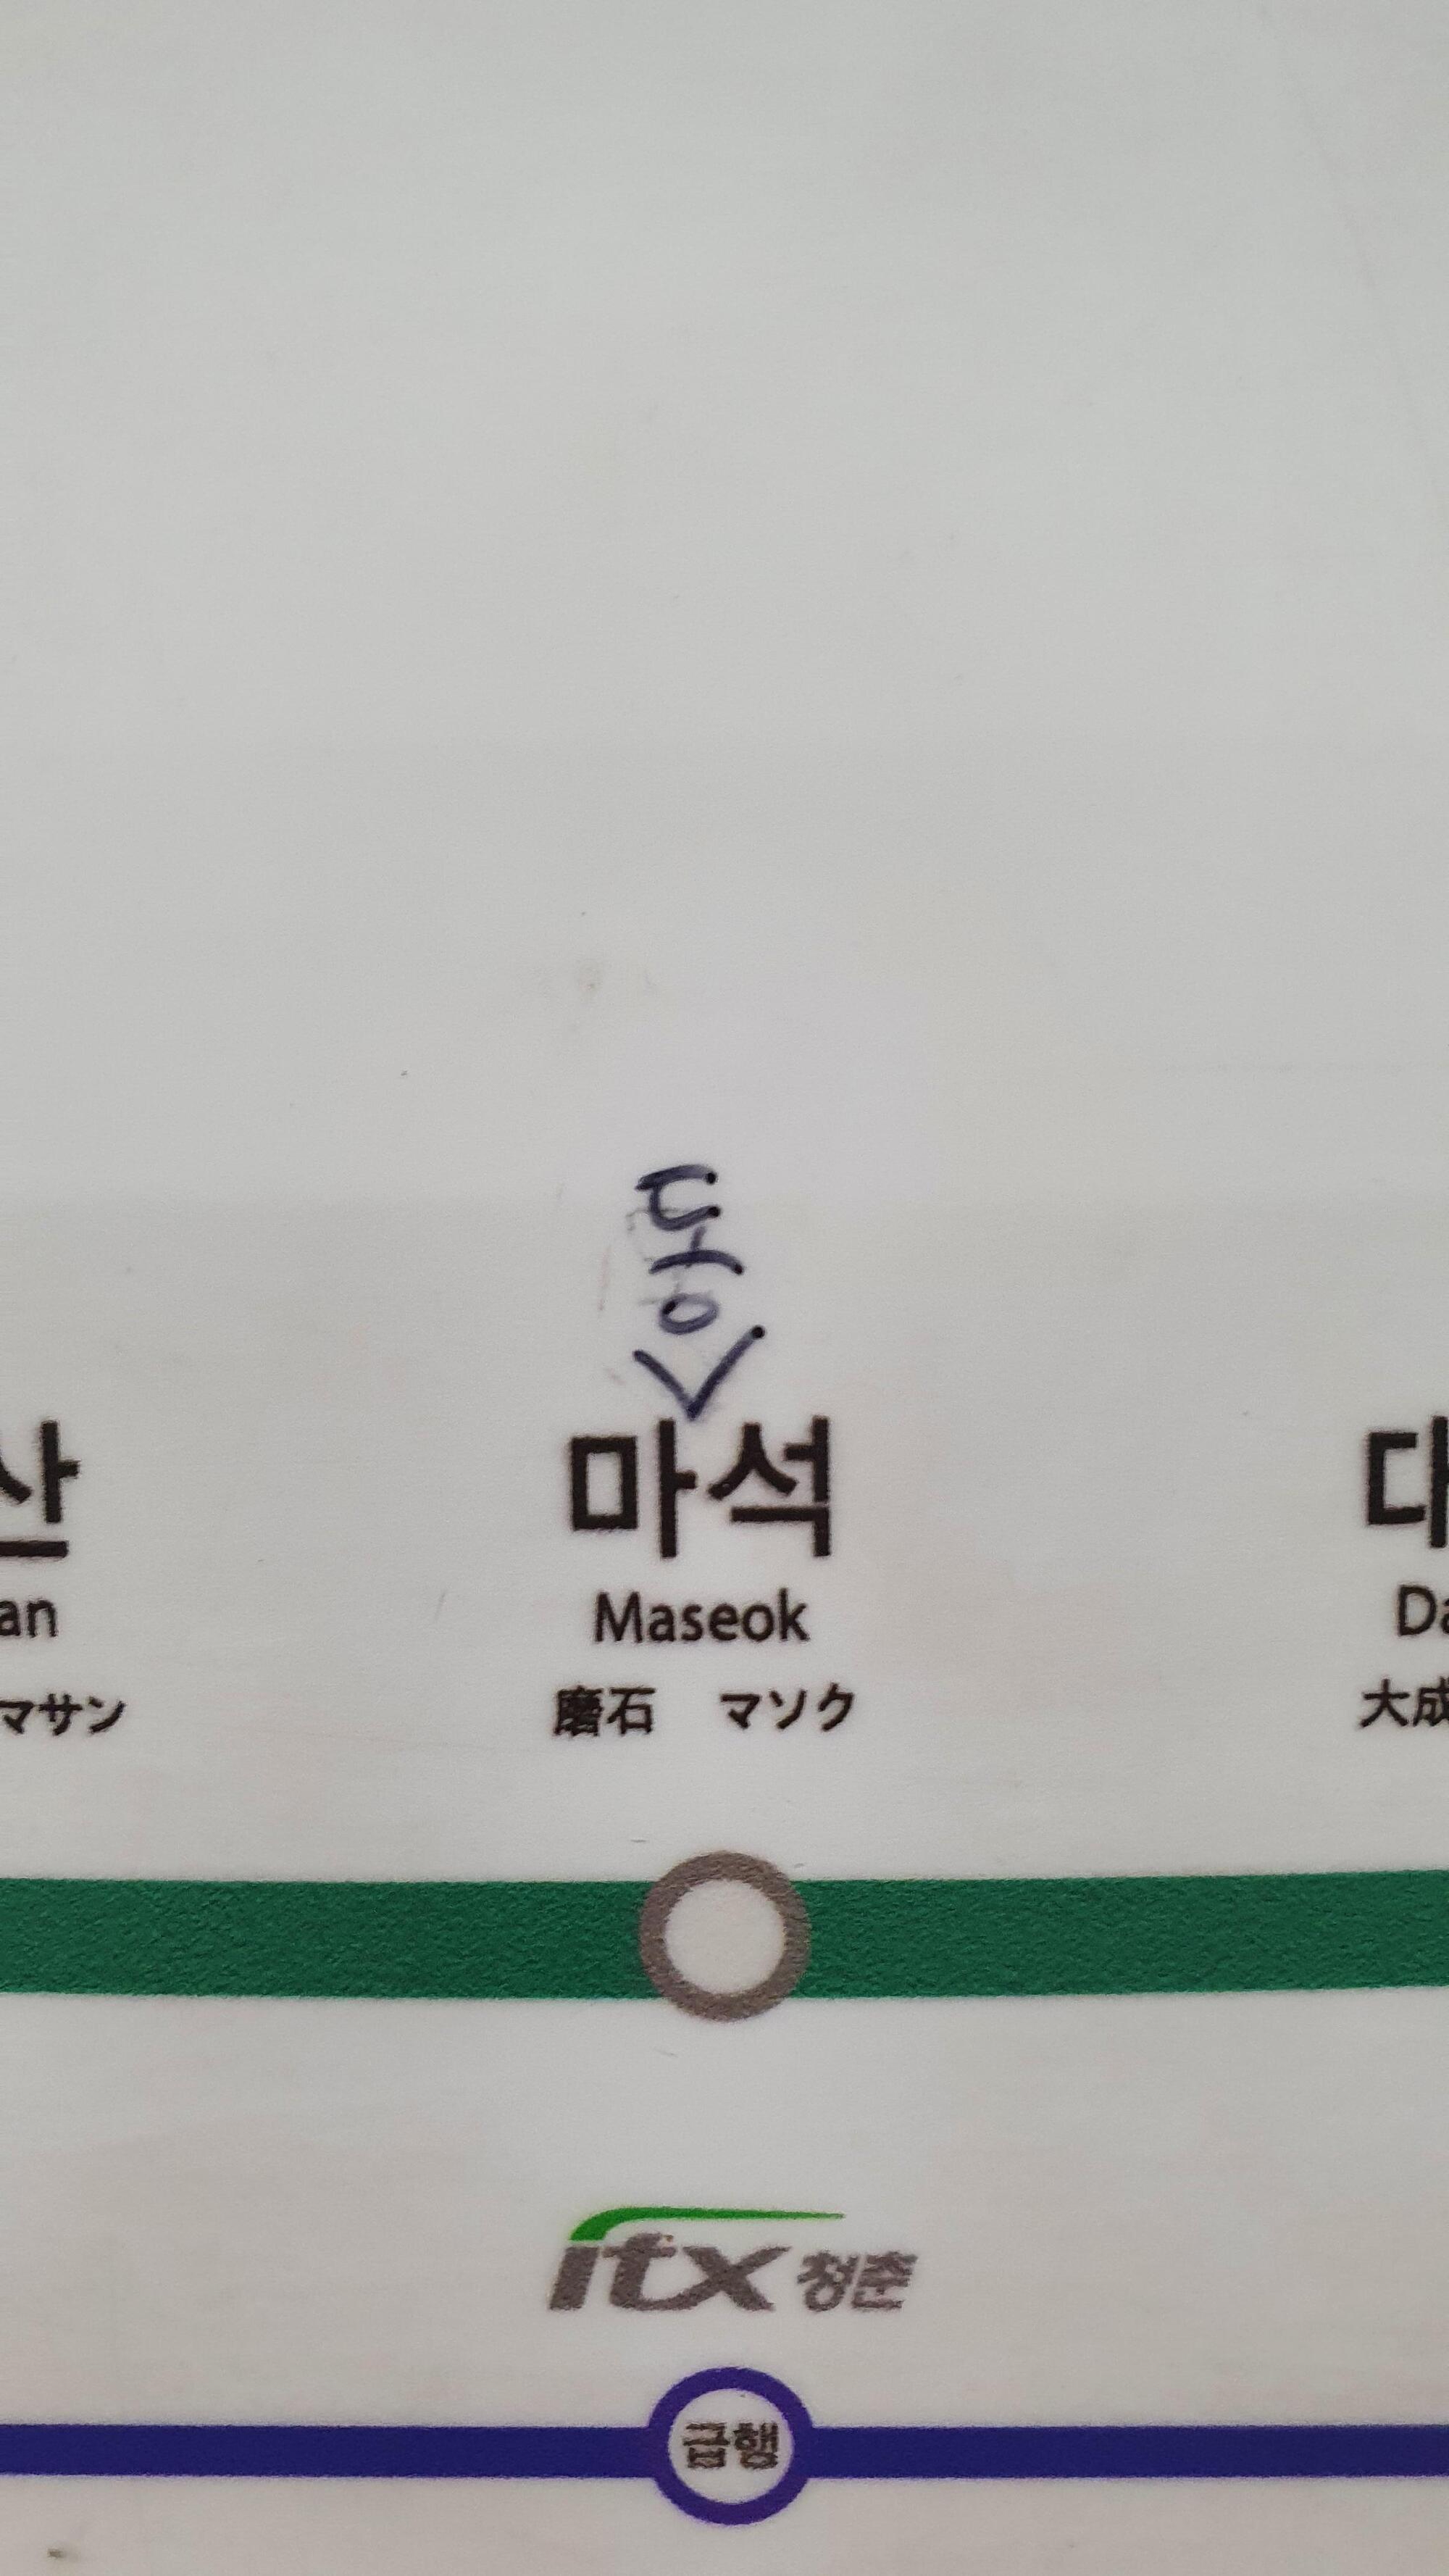 동
∨
산 마석 대
an Maseok Da
マサン 磨石 マソク 大成
itx 청춘
급행